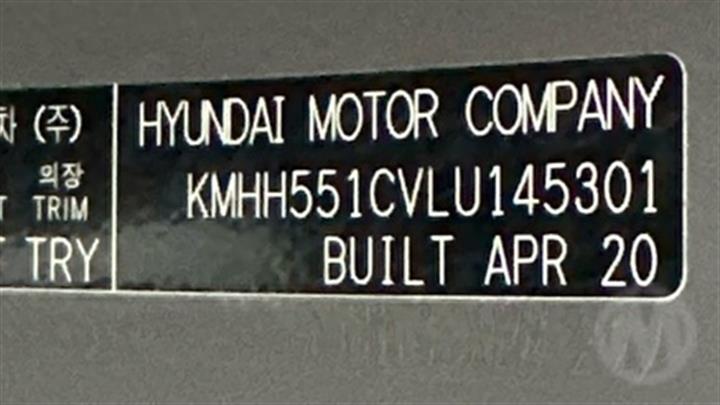 차 (주)
HYUNDAI MOTOR COMPANY
의장
TRIM
KMHH551CVLU145301
TRY
BUILT APR 20